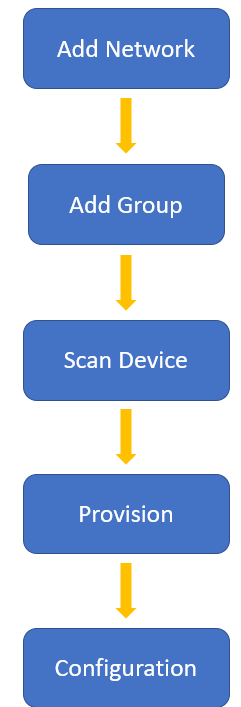 Add Network
Add Group
Scan Device
Provision
Configuration